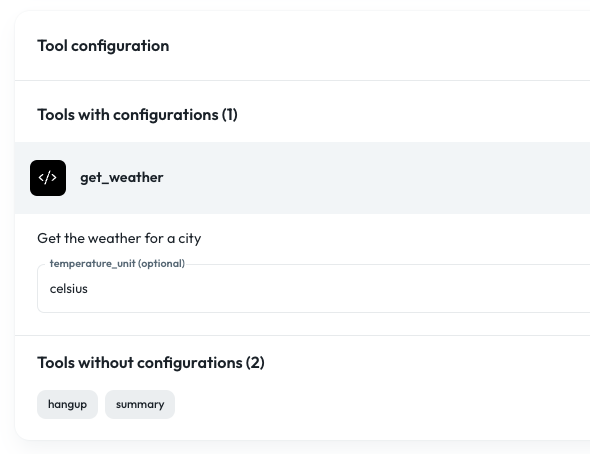 Tool configuration
Tools with configurations (1)
</>
get_weather
Get the weather for a city
temperature_unit (optional)
celsius
Tools without configurations (2)
hangup summary